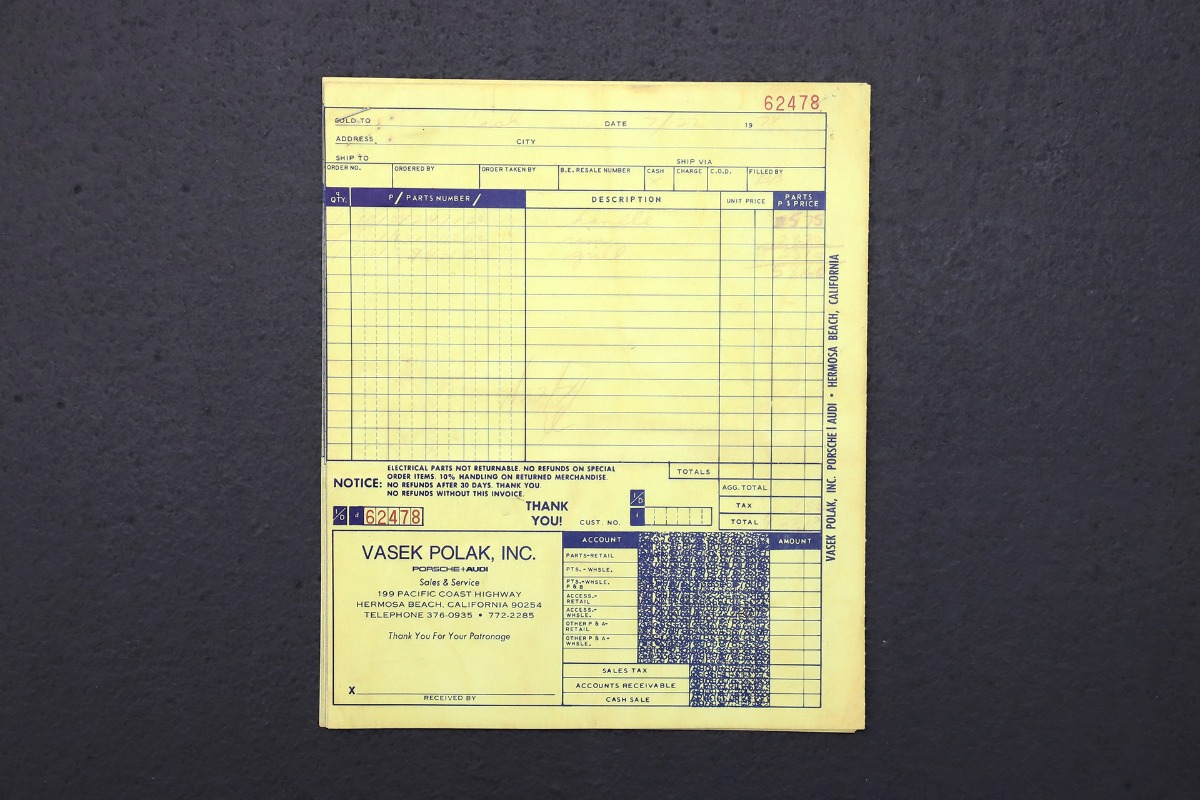 62478
SOLD TO DATE 7/22 19
ADDRESS CITY
SHIP TO SHIP VIA
ORDER NO. ORDERED BY ORDER TAKEN BY B.E. RESALE NUMBER CASH CHARGE C.O.D. FILLED BY
9 QTY. P/PARTS NUMBER/ DESCRIPTION UNIT PRICE PARTS P $ PRICE
handle
ELECTRICAL PARTS NOT RETURNABLE. NO REFUNDS ON SPECIAL
ORDER ITEMS. 10% HANDLING ON RETURNED MERCHANDISE.
NOTICE: NO REFUNDS AFTER 30 DAYS. THANK YOU.
NO REFUNDS WITHOUT THIS INVOICE.
THANK
YOU!
I/D d 62478
CUST. NO.
I/D
TOTALS
AGG. TOTAL
TAX
TOTAL
VASEK POLAK, INC.
PORSCHE+AUDI
Sales & Service
199 PACIFIC COAST HIGHWAY
HERMOSA BEACH, CALIFORNIA 90254
TELEPHONE 376-0935 • 772-2285
Thank You For Your Patronage
X
RECEIVED BY
ACCOUNT AMOUNT
PARTS-RETAIL
PTS.-WHSLE.
PTS.-WHSLE.
P & B
ACCESS.-
RETAIL
ACCESS.-
WHSLE.
OTHER P & A-
RETAIL
OTHER P & A-
WHSLE.
SALES TAX
ACCOUNTS RECEIVABLE
CASH SALE
VASEK POLAK, INC. PORSCHE | AUDI • HERMOSA BEACH, CALIFORNIA